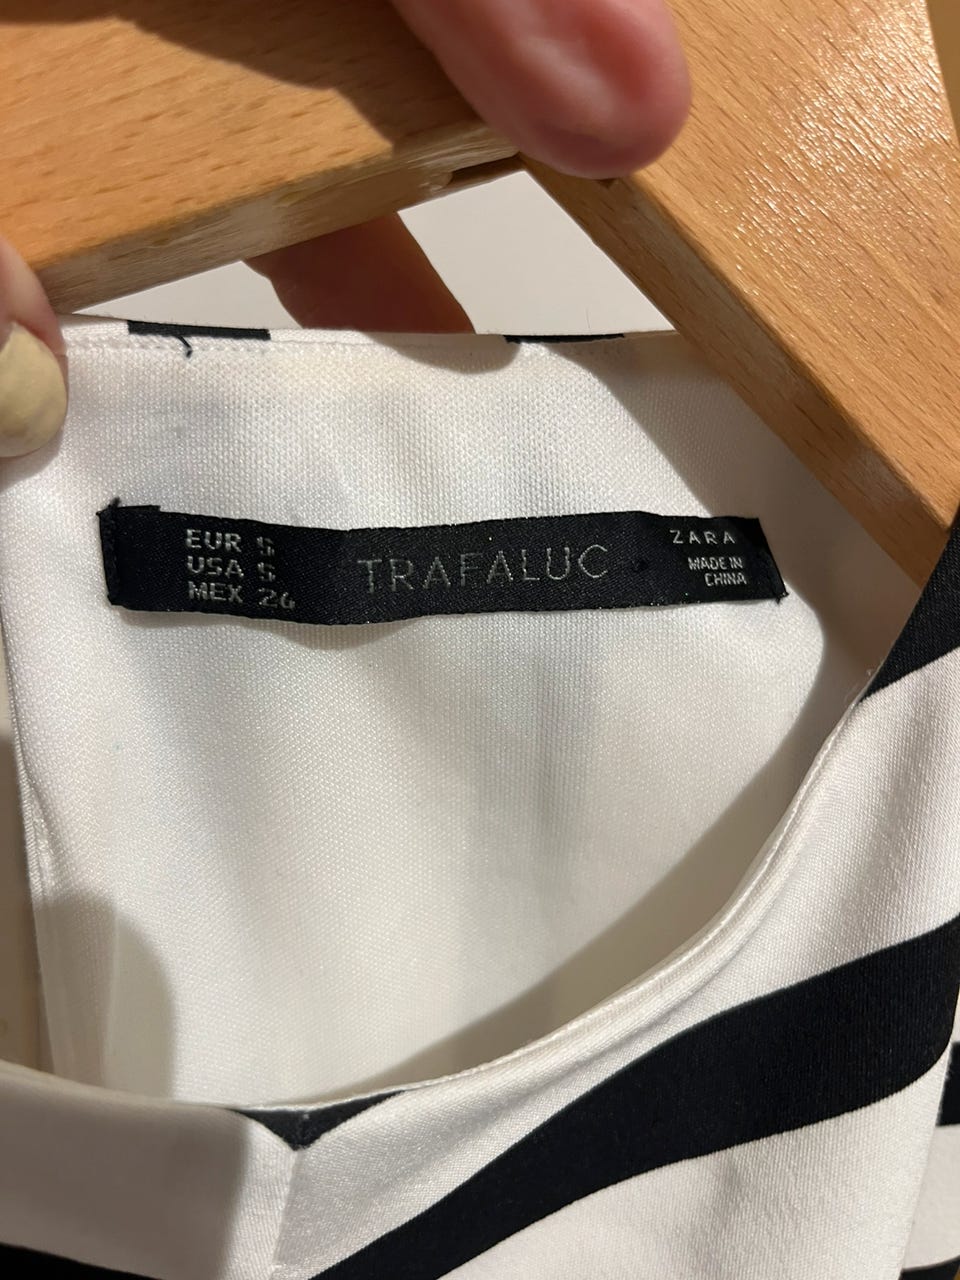 EUR S
USA S
MEX 26
TRAFALUC
ZARA
MADE IN
CHINA